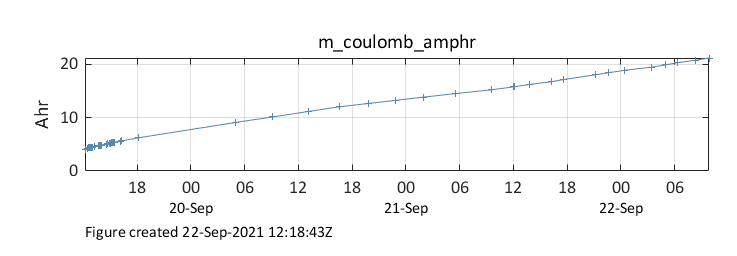 m_coulomb_amphr
Ahr
20
10
0
18 00 06 12 18 00 06 12 18 00 06
20-Sep 21-Sep 22-Sep
Figure created 22-Sep-2021 12:18:43Z